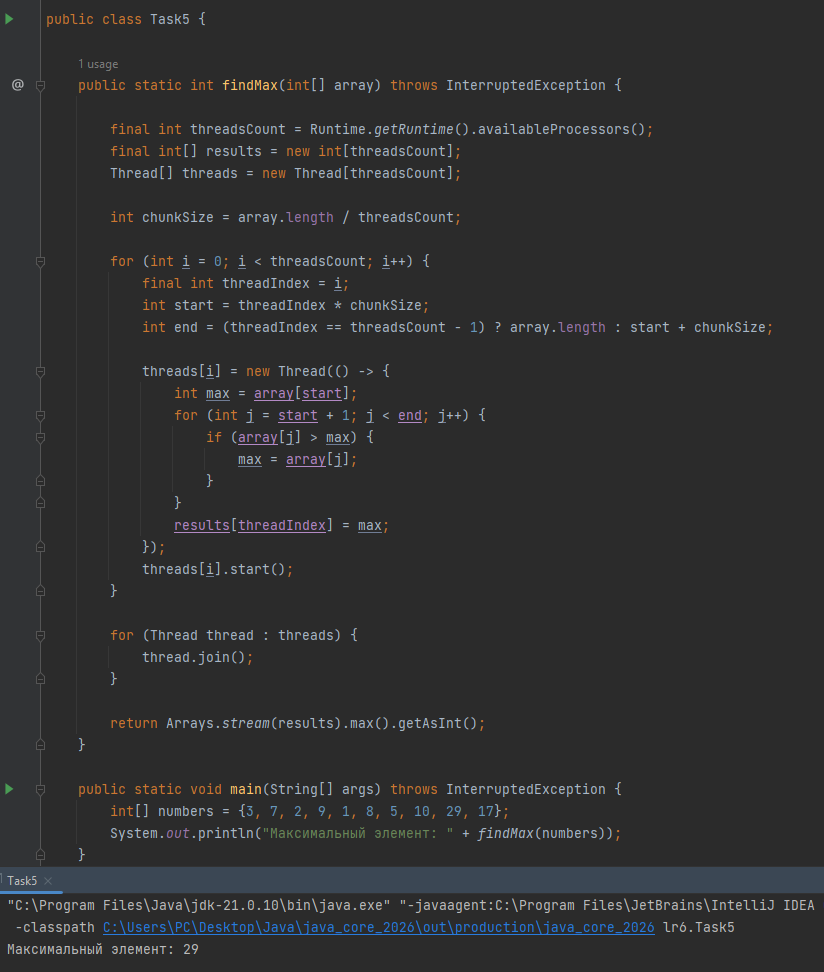 public class Task5 {
1 usage
@ public static int findMax(int[] array) throws InterruptedException {
final int threadsCount = Runtime.getRuntime().availableProcessors();
final int[] results = new int[threadsCount];
Thread[] threads = new Thread[threadsCount];
int chunkSize = array.length / threadsCount;
for (int i = 0; i < threadsCount; i++) {
final int threadIndex = i;
int start = threadIndex * chunkSize;
int end = (threadIndex == threadsCount - 1) ? array.length : start + chunkSize;
threads[i] = new Thread(() -> {
int max = array[start];
for (int j = start + 1; j < end; j++) {
if (array[j] > max) {
max = array[j];
}
}
results[threadIndex] = max;
});
threads[i].start();
}
for (Thread thread : threads) {
thread.join();
}
return Arrays.stream(results).max().getAsInt();
}
public static void main(String[] args) throws InterruptedException {
int[] numbers = {3, 7, 2, 9, 1, 8, 5, 10, 29, 17};
System.out.println("Максимальный элемент: " + findMax(numbers));
}
Task5 ×
"C:\Program Files\Java\jdk-21.0.10\bin\java.exe" "-javaagent:C:\Program Files\JetBrains\IntelliJ IDEA
-classpath C:\Users\PC\Desktop\Java\java_core_2026\out\production\java_core_2026 lr6.Task5
Максимальный элемент: 29